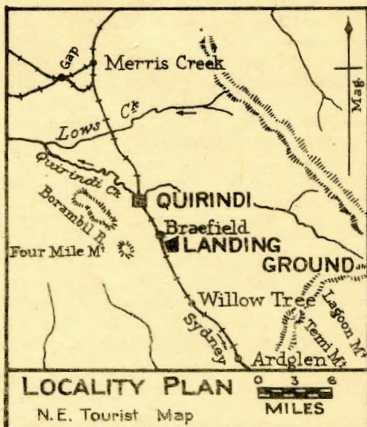 Gap
Merris Creek
Mag.
Lows Ck
Quirindi Ck
QUIRINDI
Borambil R.
Braefield
LANDING
Four Mile Mt
GROUND
Willow Tree
Lagoon Mt
Temi Mt
Sydney
Ardglen
LOCALITY PLAN
N.E. Tourist Map
0 3 6
MILES